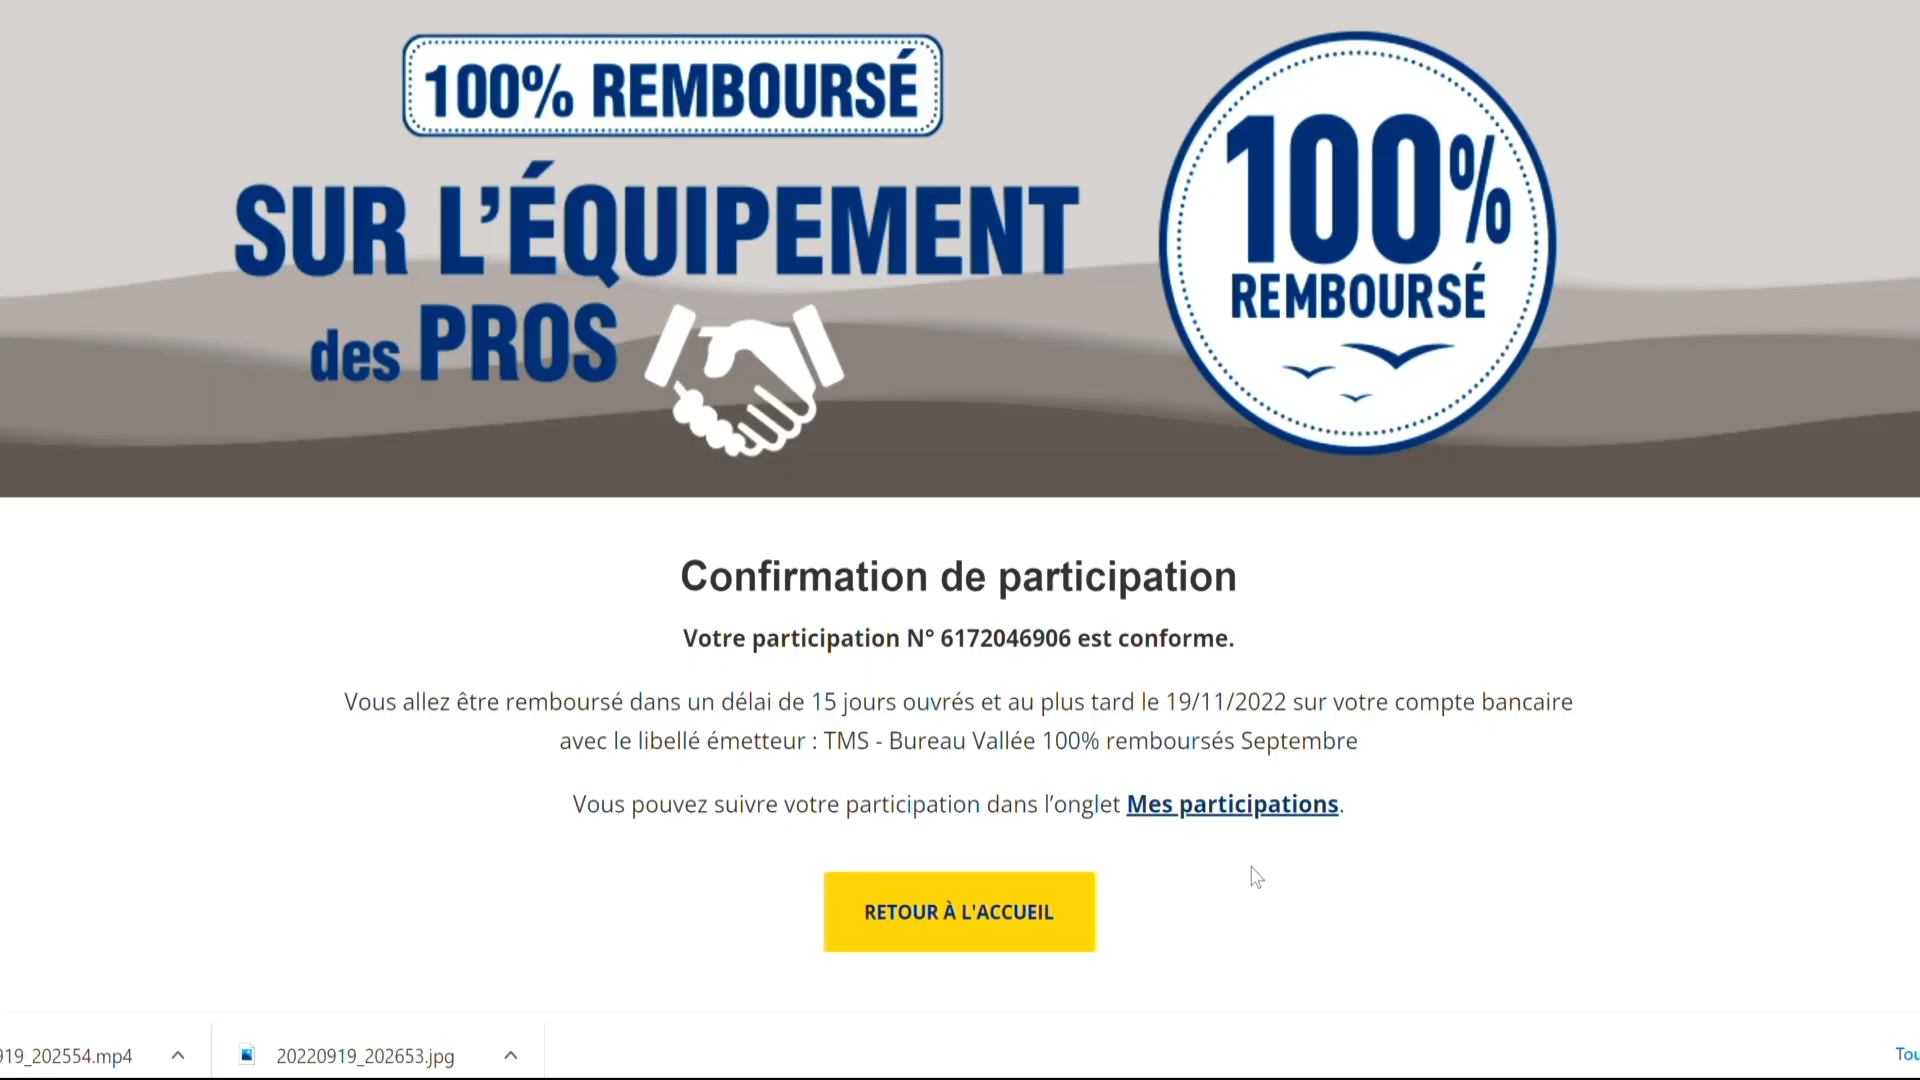 100% REMBOURSÉ
SUR L’ÉQUIPEMENT
des PROS
100%
REMBOURSÉ
Confirmation de participation
Votre participation N° 6172046906 est conforme.
Vous allez être remboursé dans un délai de 15 jours ouvrés et au plus tard le 19/11/2022 sur votre compte bancaire
avec le libellé émetteur : TMS - Bureau Vallée 100% remboursés Septembre
Vous pouvez suivre votre participation dans l’onglet Mes participations.
RETOUR À L'ACCUEIL
919_202554.mp4
20220919_202653.jpg
Tou